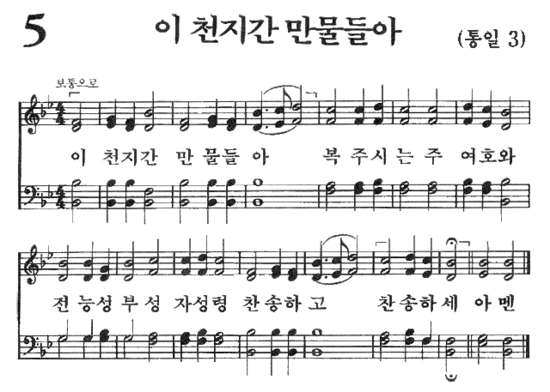 5 이 천지간 만물들아 (통일 3)
보통으로
이 천지간 만물들아 복 주시는 주 여호와
전능성부 성자성령 찬송하고 찬송하세 아멘